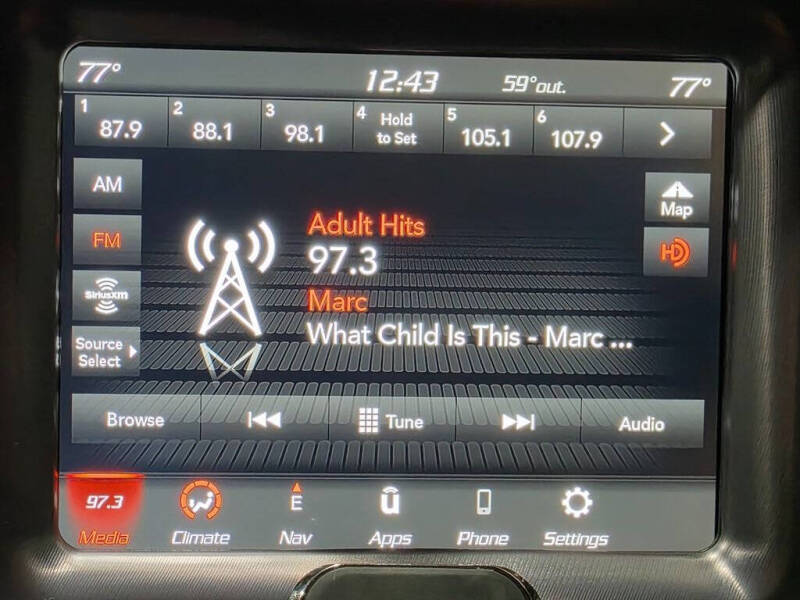 77° 12:43 59°out. 77°
1 87.9 2 88.1 3 98.1 4 Hold to Set 5 105.1 6 107.9
AM
Map
FM
HD
Adult Hits
97.3
Marc
What Child Is This - Marc ...
SiriusXM
Source
Select
Browse Tune Audio
97.3 E u
Media Climate Nav Apps Phone Settings